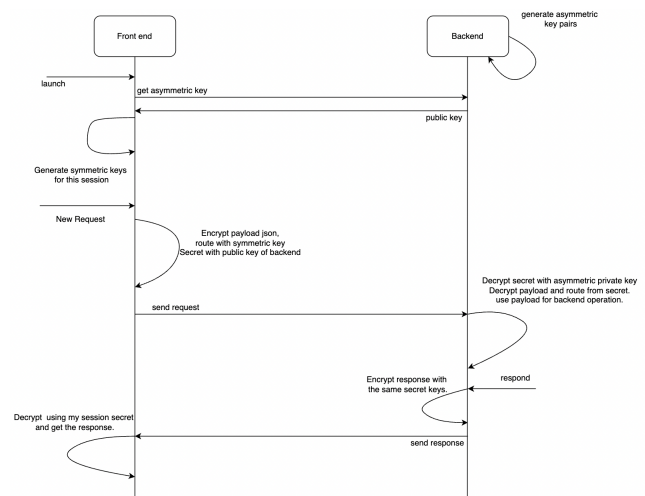 generate asymmetric
key pairs
Front end
Backend
launch
get asymmetric key
public key
Generate symmetric keys
for this session
New Request
Encrypt payload json,
route with symmetric key
Secret with public key of backend
Decrypt secret with asymmetric private key
Decrypt payload and route from secret.
use payload for backend operation.
send request
Encrypt response with
the same secret keys.
respond
Decrypt using my session secret
and get the response.
send response